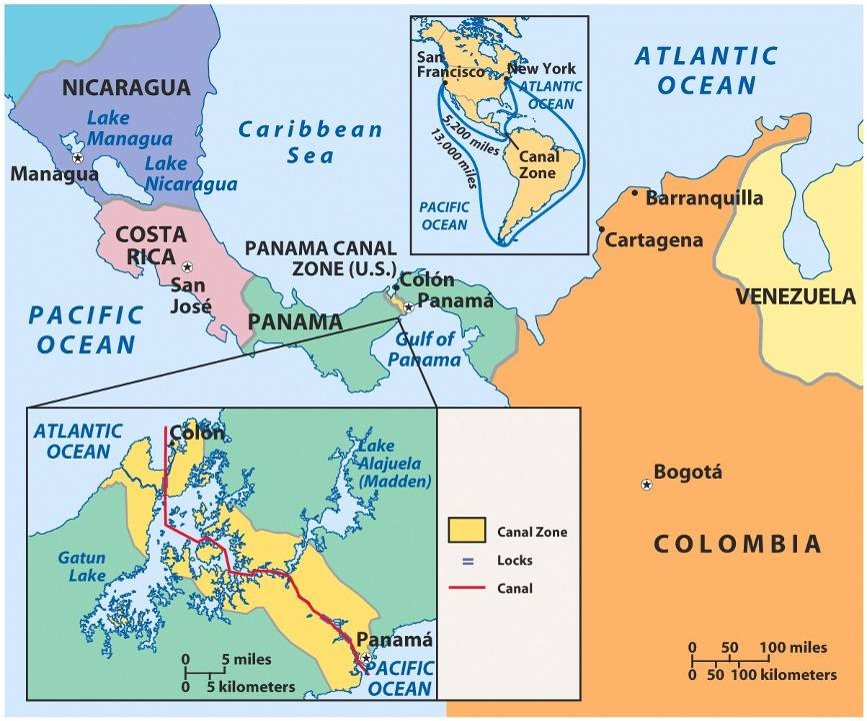 NICARAGUA
Lake
Managua
Managua
Lake
Nicaragua
Caribbean
Sea
COSTA
RICA
San
José
PACIFIC
OCEAN
PANAMA CANAL
ZONE (U.S.)
Colón
Panamá
PANAMA
Gulf of
Panama
San
Francisco
New York
ATLANTIC
OCEAN
5,200 miles
13,000 miles
Canal
Zone
PACIFIC
OCEAN
ATLANTIC
OCEAN
Barranquilla
Cartagena
VENEZUELA
Bogotá
COLOMBIA
0 50 100 miles
0 50 100 kilometers
ATLANTIC
OCEAN
Colón
Lake
Alajuela
(Madden)
Gatun
Lake
Panamá
PACIFIC
OCEAN
0 5 miles
0 5 kilometers
Canal Zone
Locks
Canal